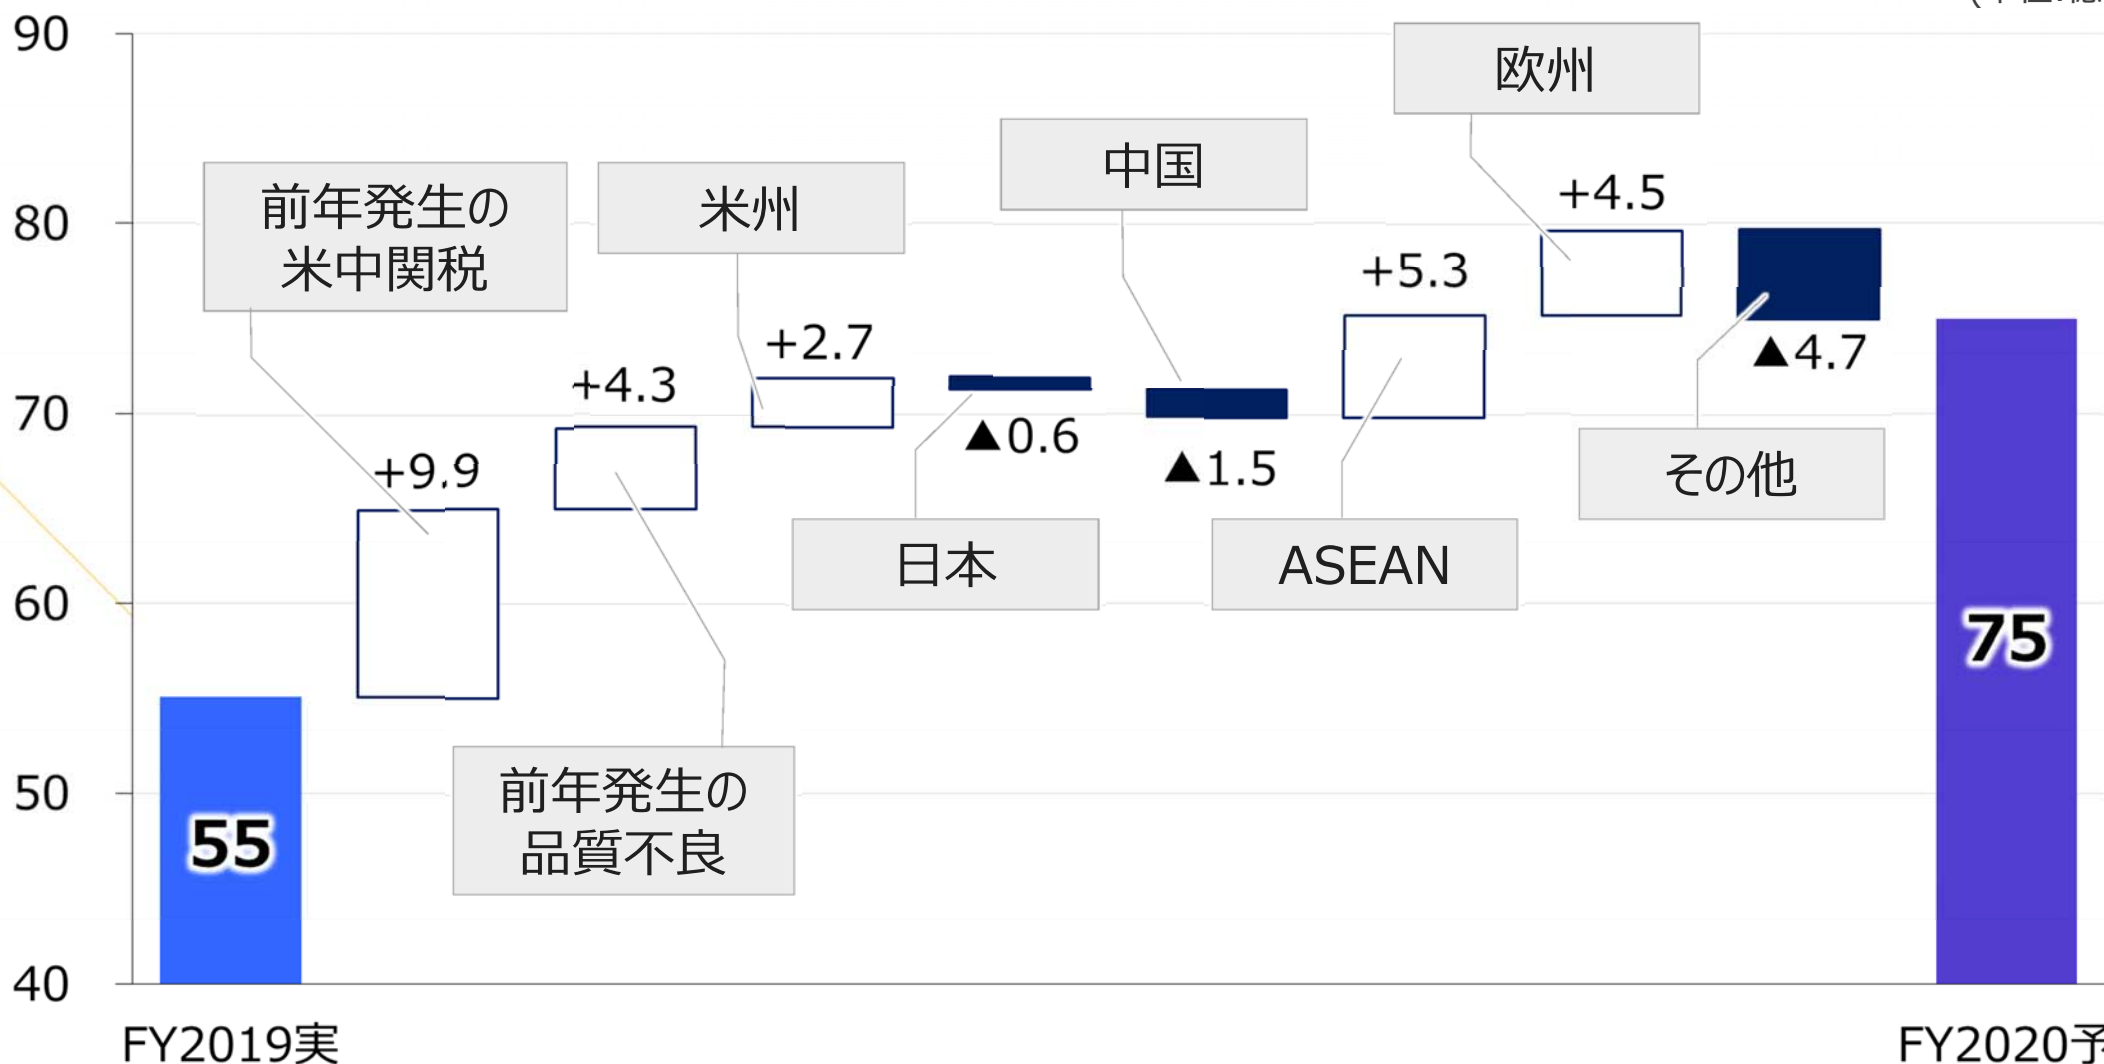 90
80
70
60
50
40
前年発生の
米中関税
米州
中国
欧州
+9.9
+4.3
+2.7
▲0.6
▲1.5
+5.3
+4.5
▲4.7
日本
ASEAN
その他
前年発生の
品質不良
55
75
FY2019実
FY2020予